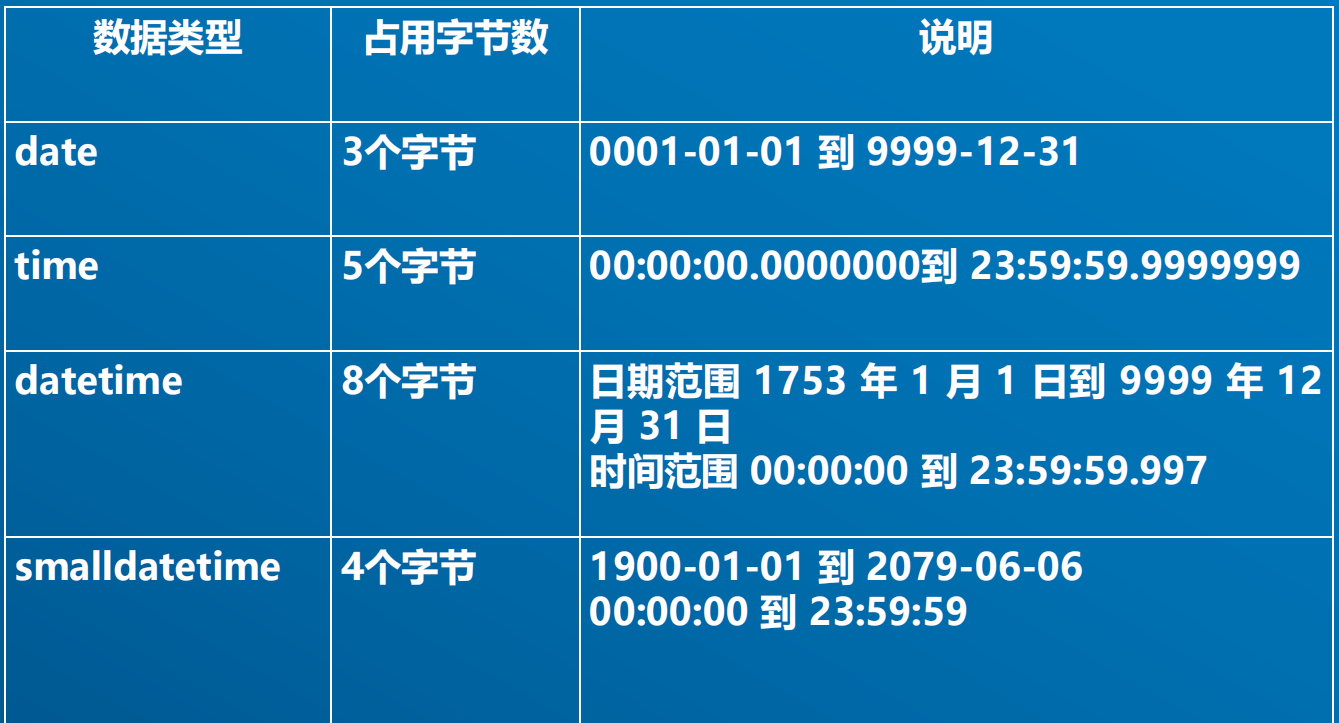 数据类型
占用字节数
说明
date
3个字节
0001-01-01 到 9999-12-31
time
5个字节
00:00:00.0000000到 23:59:59.9999999
datetime
8个字节
日期范围 1753 年 1 月 1 日到 9999 年 12
月 31 日
时间范围 00:00:00 到 23:59:59.997
smalldatetime
4个字节
1900-01-01 到 2079-06-06
00:00:00 到 23:59:59